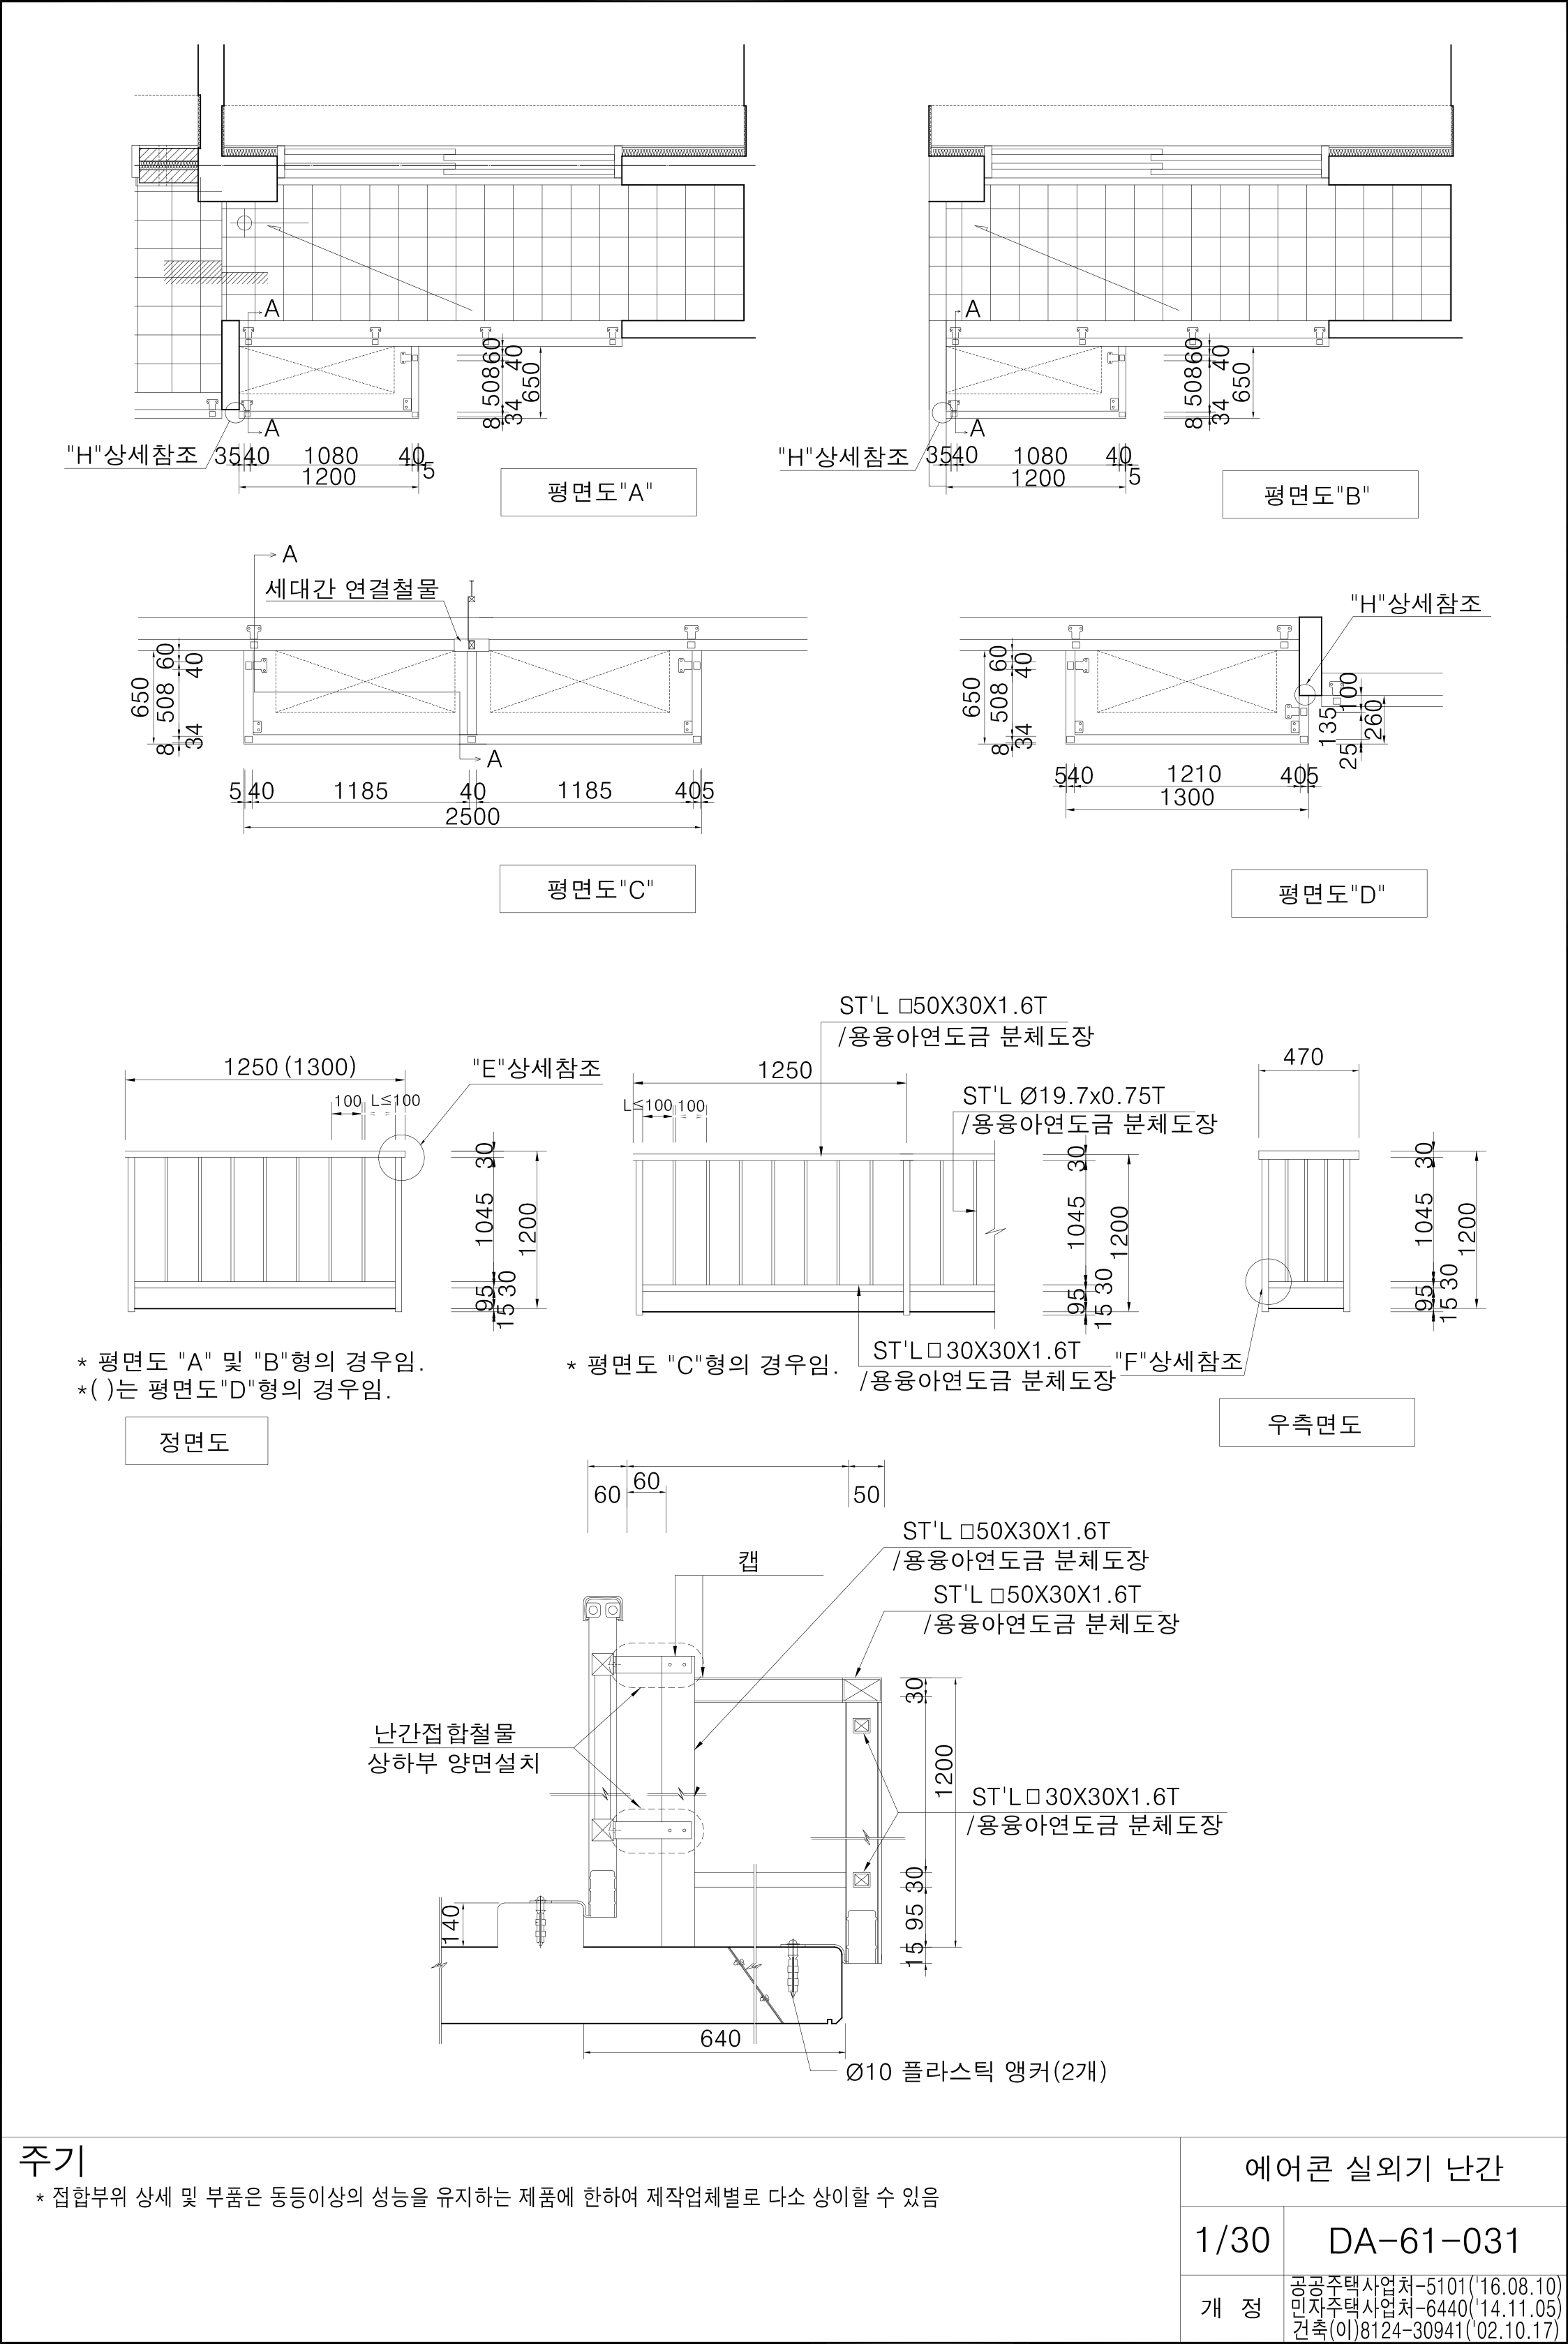 A
A
"H"상세참조
35
40
1080
40
5
1200
60
508
40
650
34
8
평면도"A"
A
A
"H"상세참조
35
40
1080
40
5
1200
60
508
40
650
34
8
평면도"B"
A
세대간 연결철물
60
40
650
508
34
8
A
5
40
1185
40
1185
40
5
2500
평면도"C"
"H"상세참조
60
40
650
508
34
8
100
135
260
25
5
40
1210
40
5
1300
평면도"D"
1250(1300)
"E"상세참조
100
L≤100
30
1045
1200
30
95
15
* 평면도 "A" 및 "B"형의 경우임.
*( )는 평면도"D"형의 경우임.
정면도
ST'L □50X30X1.6T
/용융아연도금 분체도장
1250
L≤100
100
ST'L Ø19.7x0.75T
/용융아연도금 분체도장
30
1045
1200
30
95
15
* 평면도 "C"형의 경우임.
ST'L□30X30X1.6T
/용융아연도금 분체도장
470
30
1045
1200
30
95
15
"F"상세참조
우측면도
60
60
50
ST'L □50X30X1.6T
/용융아연도금 분체도장
캡
ST'L □50X30X1.6T
/용융아연도금 분체도장
난간접합철물
상하부 양면설치
30
1200
ST'L□30X30X1.6T
/용융아연도금 분체도장
30
95
15
140
640
Ø10 플라스틱 앵커(2개)
주기
* 접합부위 상세 및 부품은 동등이상의 성능을 유지하는 제품에 한하여 제작업체별로 다소 상이할 수 있음
에어콘 실외기 난간
1/30
DA-61-031
개 정
공공주택사업처-5101('16.08.10)
민자주택사업처-6440('14.11.05)
건축(이)8124-30941('02.10.17)